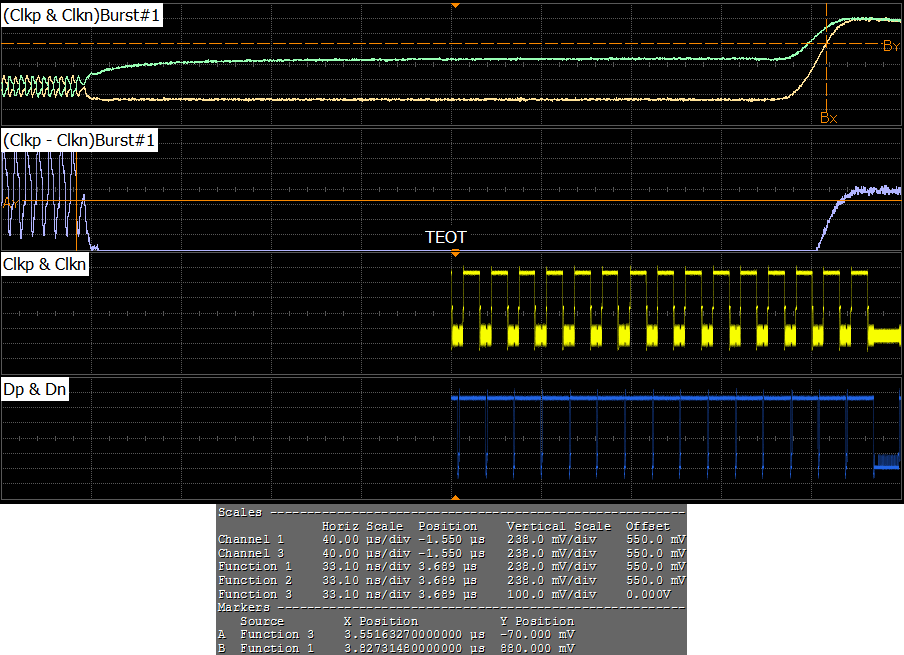 (Clkp & Clkn)Burst#1
By
Bx
(Clkp - Clkn)Burst#1
TEOT
Clkp & Clkn
Dp & Dn
Scales
Horiz Scale Position Vertical Scale Offset
Channel 1 40.00 µs/div -1.550 µs 238.0 mV/div 550.0 mV
Channel 3 40.00 µs/div -1.550 µs 238.0 mV/div 550.0 mV
Function 1 33.10 ns/div 3.689 µs 238.0 mV/div 550.0 mV
Function 2 33.10 ns/div 3.689 µs 238.0 mV/div 550.0 mV
Function 3 33.10 ns/div 3.689 µs 100.0 mV/div 0.000V
Markers
Source X Position Y Position
A Function 3 3.55163270000000 µs -70.000 mV
B Function 1 3.82731480000000 µs 880.000 mV